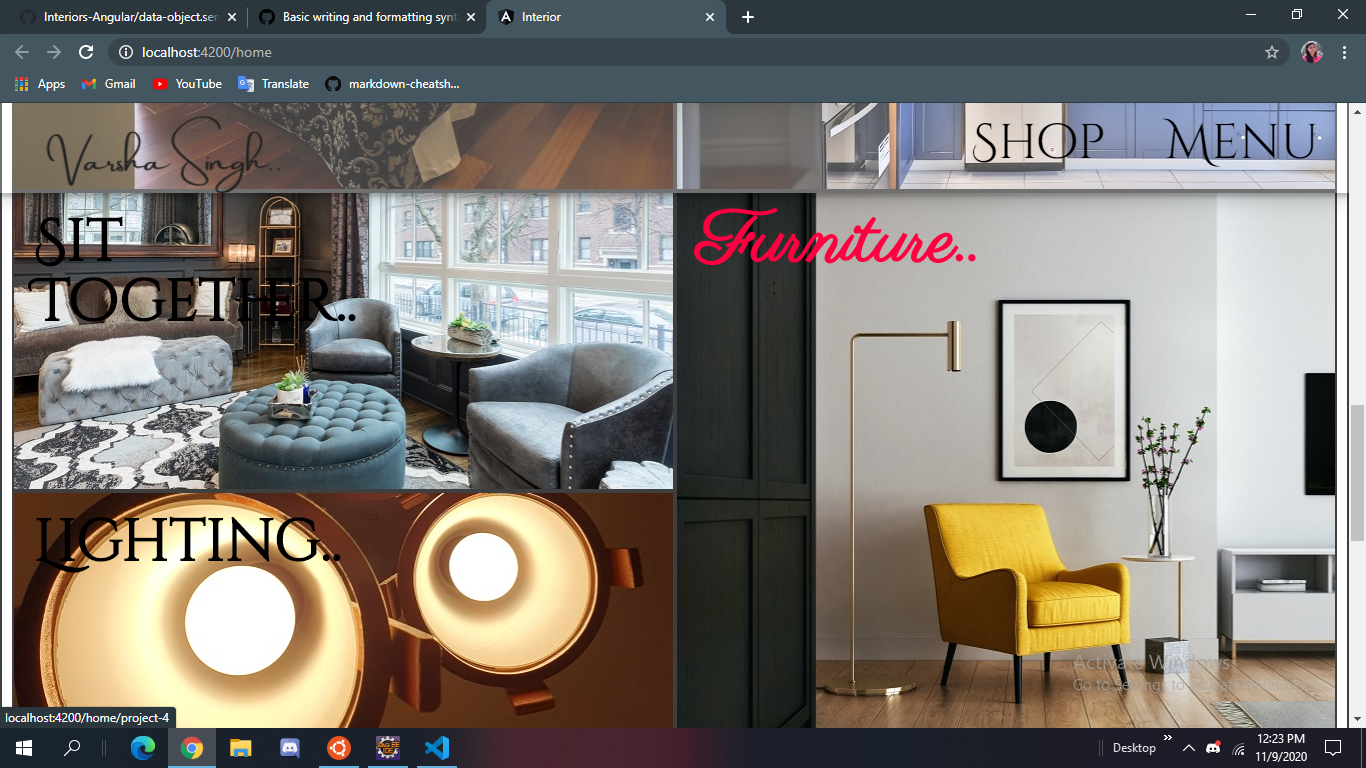 Interiors-Angular/data-object.ser
Basic writing and formatting synt
Interior
localhost:4200/home
Apps
Gmail
YouTube
Translate
markdown-cheatsh...
Varsha Singh..
Shop
Menu
Sit
Together..
Furniture..
Lighting..
Activate Windows
Go to Settings to
localhost:4200/home/project-4
Desktop
12:23 PM
11/9/2020